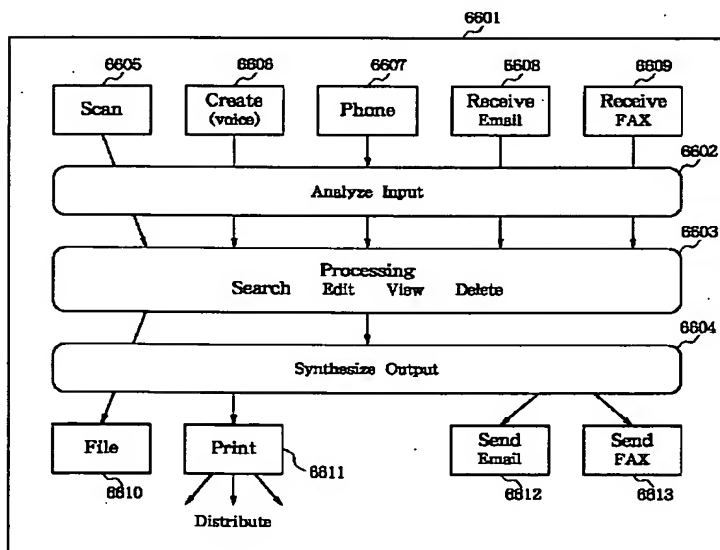 6601
6605 6606 6607 6608 6609
Scan Create Phone Receive Receive
(voice) Email FAX
6602
Analyze Input
6603
Processing
Search Edit View Delete
6604
Synthesize Output
File Print Send Send
Email FAX
6611
6610 6612 6613
Distribute